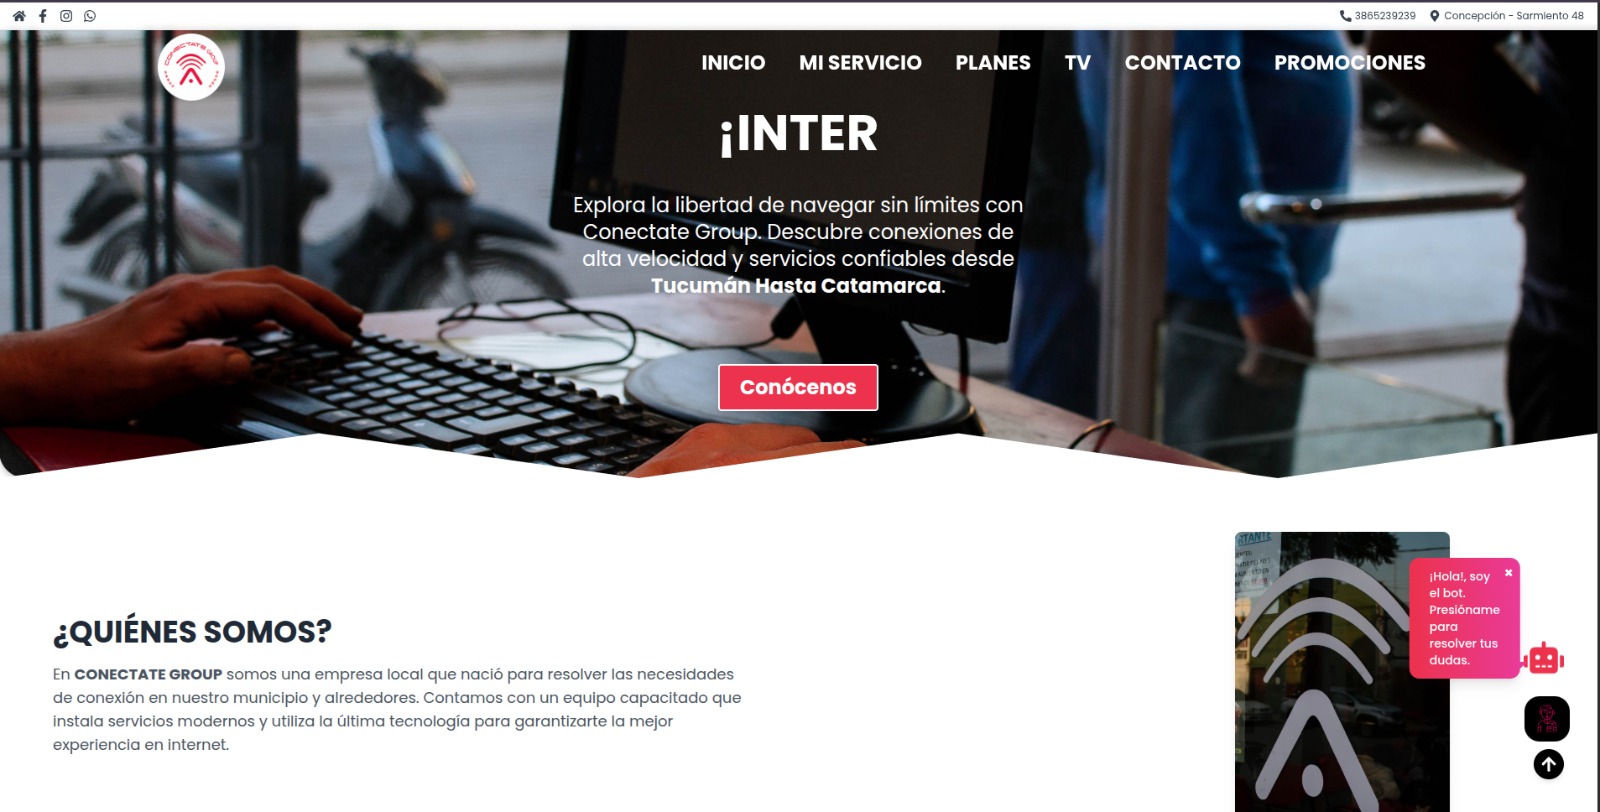 3865239239
Concepción - Sarmiento 48
CONECTATE GROUP
INICIO
MI SERVICIO
PLANES
TV
CONTACTO
PROMOCIONES
¡INTER
Explora la libertad de navegar sin límites con
Conectate Group. Descubre conexiones de
alta velocidad y servicios confiables desde
Tucumán Hasta Catamarca.
Conócenos
¿QUIÉNES SOMOS?
En CONECTATE GROUP somos una empresa local que nació para resolver las necesidades
de conexión en nuestro municipio y alrededores. Contamos con un equipo capacitado que
instala servicios modernos y utiliza la última tecnología para garantizarte la mejor
experiencia en internet.
¡Hola!, soy
el bot.
Presióname
para
resolver tus
dudas.